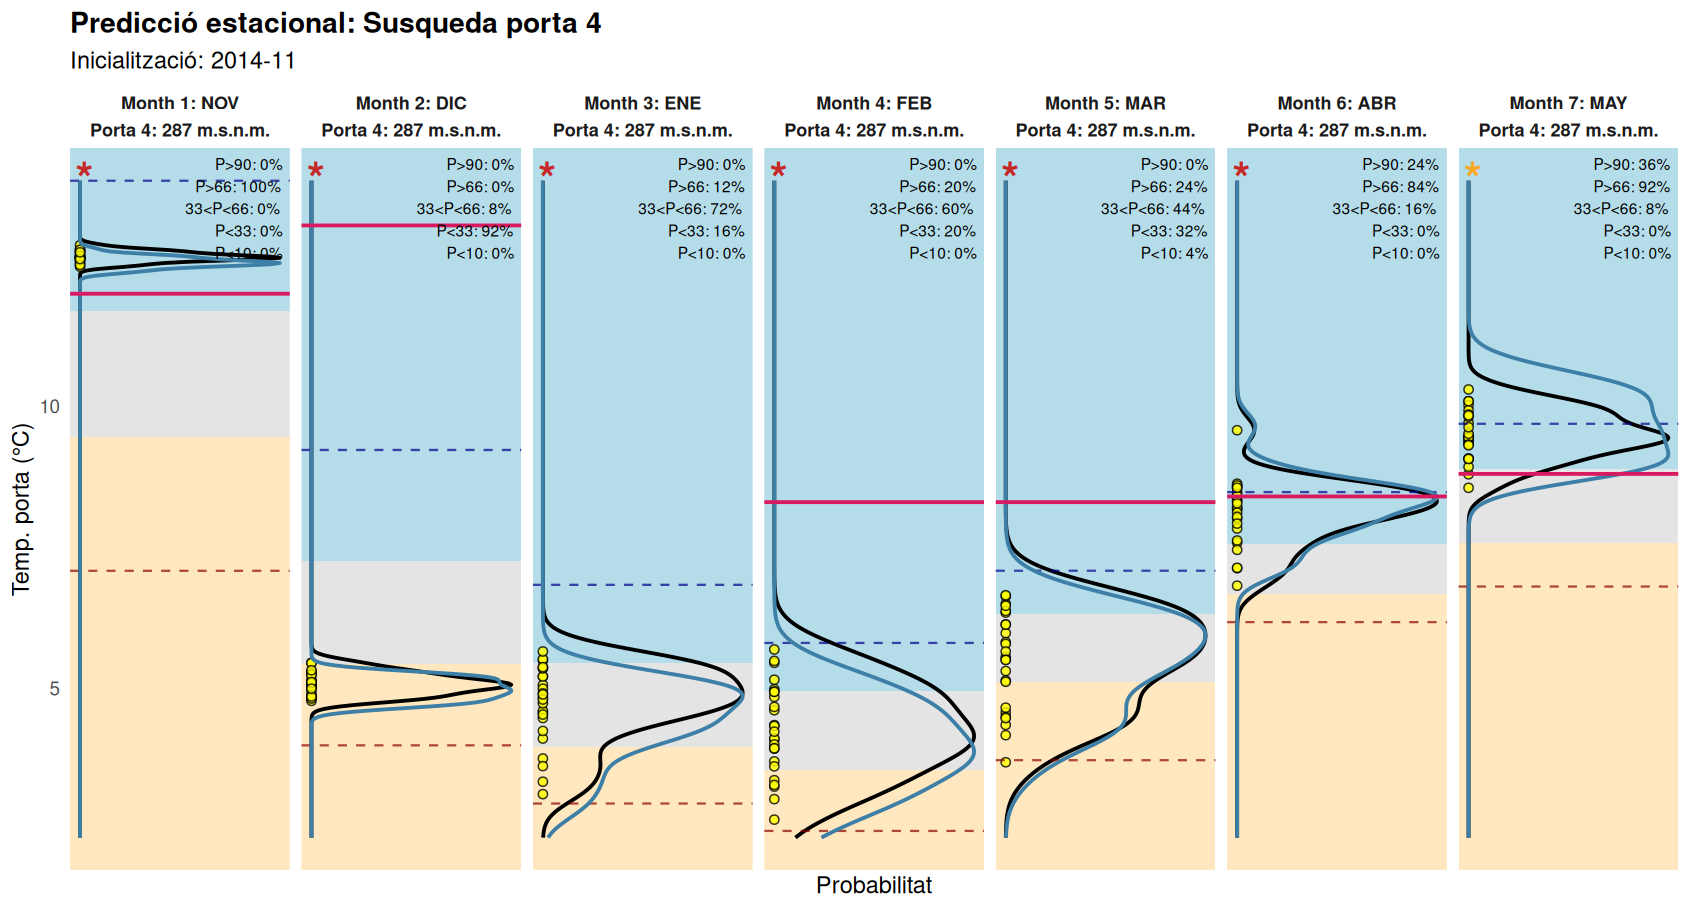 Predicció estacional: Susqueda porta 4
Inicialització: 2014-11
Month 1: NOV
Porta 4: 287 m.s.n.m.
Month 2: DIC
Porta 4: 287 m.s.n.m.
Month 3: ENE
Porta 4: 287 m.s.n.m.
Month 4: FEB
Porta 4: 287 m.s.n.m.
Month 5: MAR
Porta 4: 287 m.s.n.m.
Month 6: ABR
Porta 4: 287 m.s.n.m.
Month 7: MAY
Porta 4: 287 m.s.n.m.
*
P>90: 0%
P>66: 100%
33<P<66: 0%
P<33: 0%
P<10: 0%
*
P>90: 0%
P>66: 0%
33<P<66: 8%
P<33: 92%
P<10: 0%
*
P>90: 0%
P>66: 12%
33<P<66: 72%
P<33: 16%
P<10: 0%
*
P>90: 0%
P>66: 20%
33<P<66: 60%
P<33: 20%
P<10: 0%
*
P>90: 0%
P>66: 24%
33<P<66: 44%
P<33: 32%
P<10: 4%
*
P>90: 24%
P>66: 84%
33<P<66: 16%
P<33: 0%
P<10: 0%
*
P>90: 36%
P>66: 92%
33<P<66: 8%
P<33: 0%
P<10: 0%
10
5
Temp. porta (°C)
Probabilitat